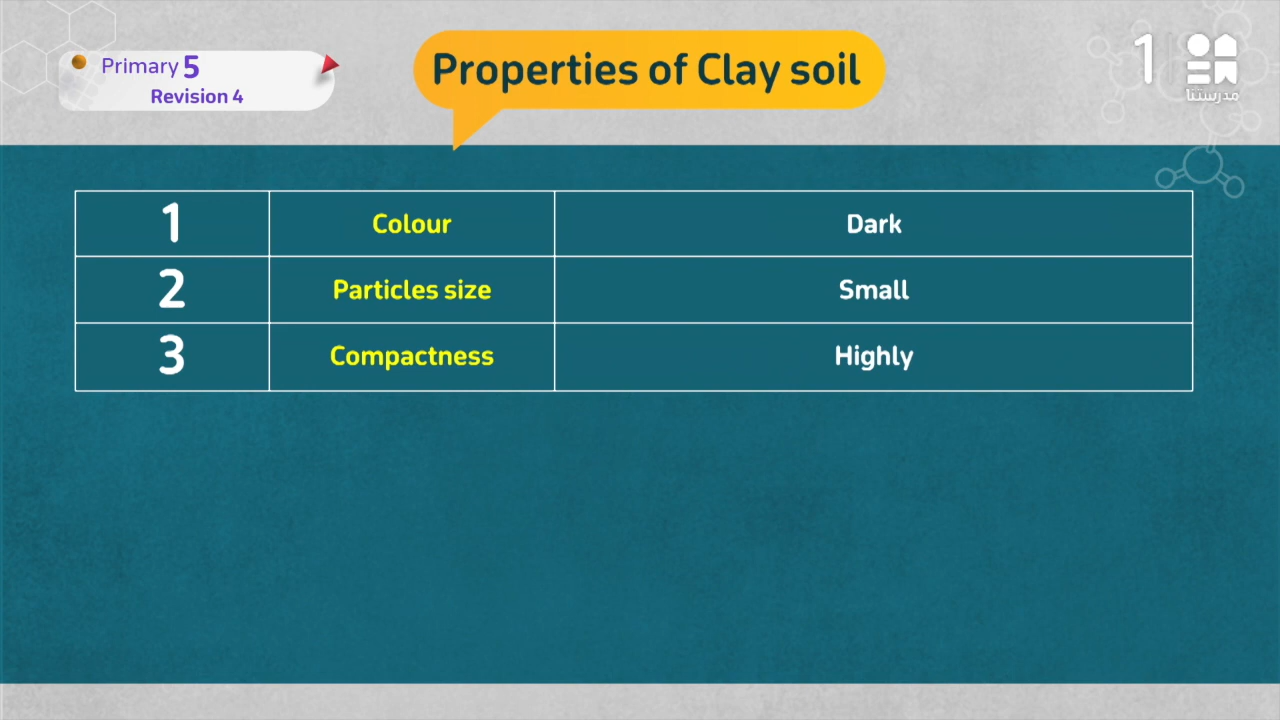 Primary 5
Revision 4
Properties of Clay soil
1
مدرستنا
1 Colour Dark
2 Particles size Small
3 Compactness Highly